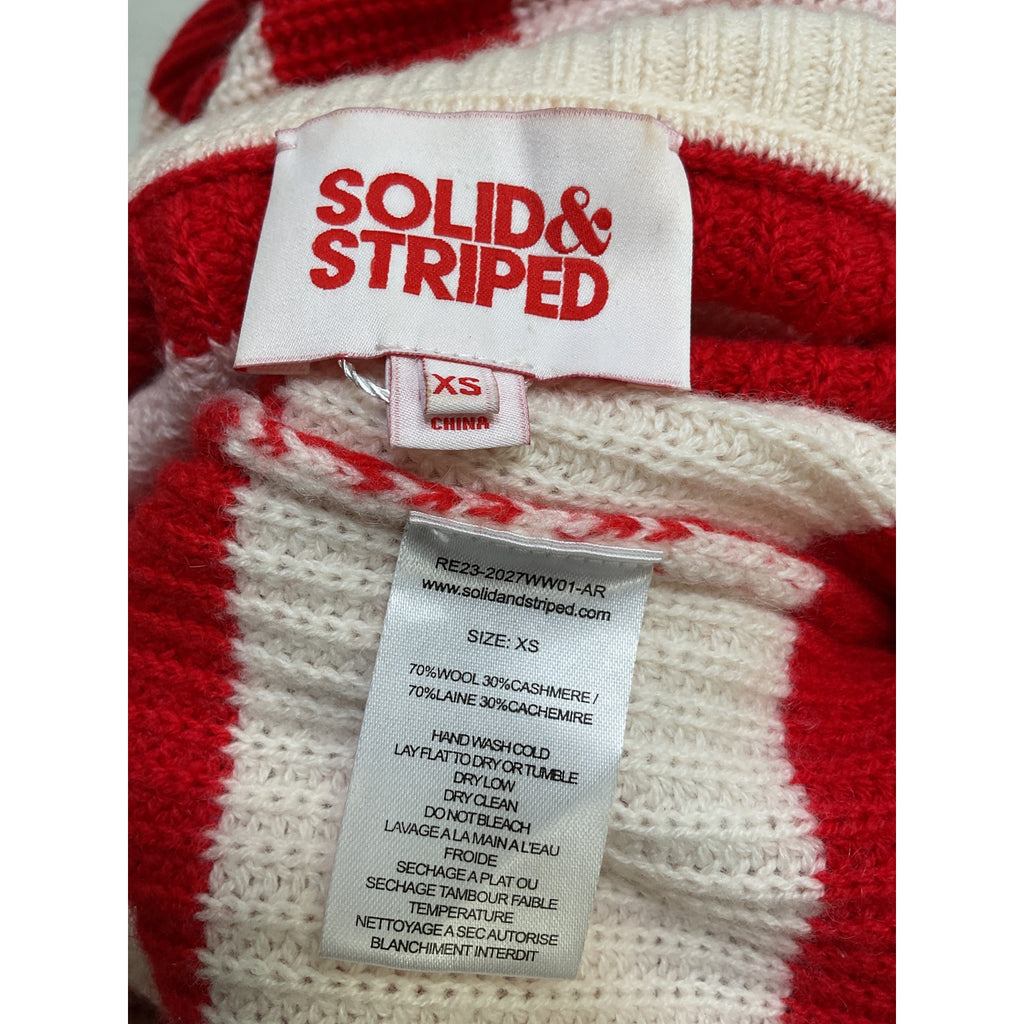 SOLID&
STRIPED
XS
CHINA
RE23-2027WW01-AR
www.solidandstriped.com
SIZE: XS
70%WOOL 30%CASHMERE /
70%LAINE 30%CACHEMIRE
HAND WASH COLD
LAY FLAT TO DRY OR TUMBLE
DRY LOW
DRY CLEAN
DO NOT BLEACH
LAVAGE A LA MAIN A L'EAU
FROIDE
SECHAGE A PLAT OU
SECHAGE TAMBOUR FAIBLE
TEMPERATURE
NETTOYAGE A SEC AUTORISE
BLANCHIMENT INTERDIT